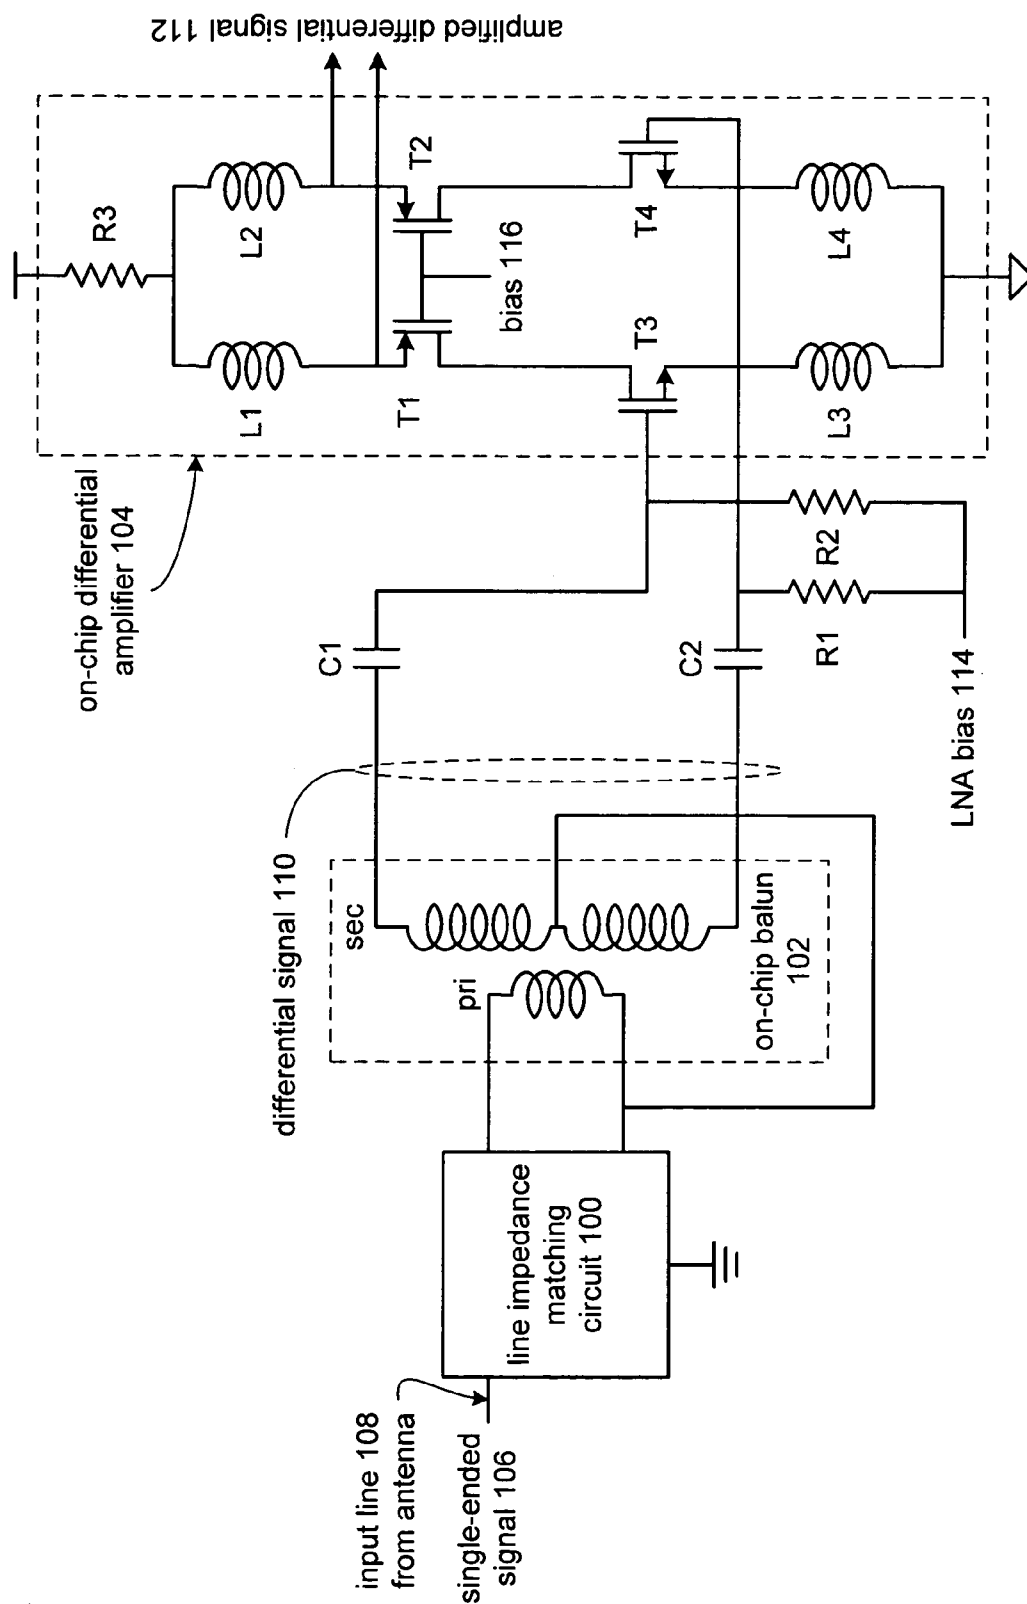 amplified differential signal 112
on-chip differential
amplifier 104
R3
L1
L2
T1
T2
bias 116
T3
T4
L3
L4
C1
C2
R1
R2
LNA bias 114
differential signal 110
sec
pri
on-chip balun
102
line impedance
matching
circuit 100
input line 108
from antenna
single-ended
signal 106